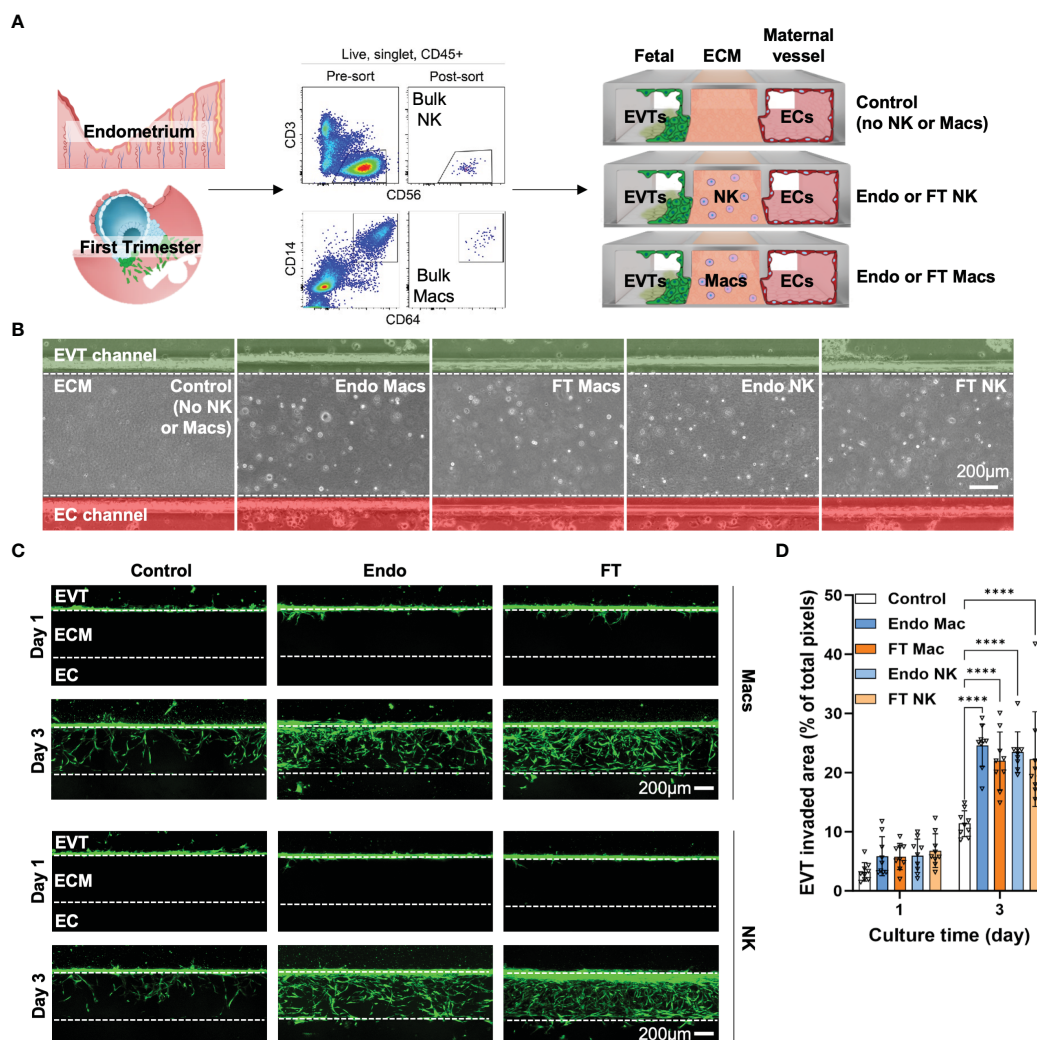 A
Endometrium
First Trimester
Live, singlet, CD45+
Pre-sort
Post-sort
Bulk
NK
CD3
CD56
CD14
Bulk
Macs
CD64
Fetal
ECM
Maternal
vessel
EVTs
ECs
Control
(no NK or Macs)
EVTs
NK
ECs
Endo or FT NK
EVTs
Macs
ECs
Endo or FT Macs
B
EVT channel
ECM
Control
(No NK
or Macs)
Endo Macs
FT Macs
Endo NK
FT NK
200µm
EC channel
C
Control
Endo
FT
Day 1
EVT
ECM
EC
Day 3
200µm
Macs
Day 1
EVT
ECM
EC
Day 3
200µm
NK
D
EVT invaded area (% of total pixels)
50
40
30
20
10
0
Control
Endo Mac
FT Mac
Endo NK
FT NK
****
****
****
****
1
3
Culture time (day)